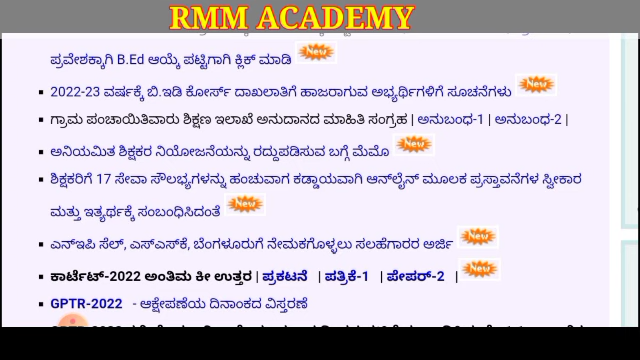 RMM ACADEMY
ಪ್ರವೇಶಕ್ಕಾಗಿ B.Ed ಆಯ್ಕೆ ಪಟ್ಟಿಗಾಗಿ ಕ್ಲಿಕ್ ಮಾಡಿ New
2022-23 ವರ್ಷಕ್ಕೆ ಬಿ.ಇಡಿ ಕೋರ್ಸ್ ದಾಖಲಾತಿಗೆ ಹಾಜರಾಗುವ ಅಭ್ಯರ್ಥಿಗಳಿಗೆ ಸೂಚನೆಗಳು New
ಗ್ರಾಮ ಪಂಚಾಯಿತಿವಾರು ಶಿಕ್ಷಣ ಇಲಾಖೆ ಅನುದಾನದ ಮಾಹಿತಿ ಸಂಗ್ರಹ | ಅನುಬಂಧ-1 | ಅನುಬಂಧ-2 |
ಅನಿಯಮಿತ ಶಿಕ್ಷಕರ ನಿಯೋಜನೆಯನ್ನು ರದ್ದುಪಡಿಸುವ ಬಗ್ಗೆ ಮೆಮೊ New
ಶಿಕ್ಷಕರಿಗೆ 17 ಸೇವಾ ಸೌಲಭ್ಯಗಳನ್ನು ಹಂಚುವಾಗ ಕಡ್ಡಾಯವಾಗಿ ಆನ್‌ಲೈನ್ ಮೂಲಕ ಪ್ರಸ್ತಾವನೆಗಳ ಸ್ವೀಕಾರ
ಮತ್ತು ಇತ್ಯರ್ಥಕ್ಕೆ ಸಂಬಂಧಿಸಿದಂತೆ New
ಎನ್‌ಇಪಿ ಸೆಲ್, ಎಸ್‌ಎಸ್‌ಕೆ, ಬೆಂಗಳೂರುಗೆ ನೇಮಕಗೊಳ್ಳಲು ಸಲಹೆಗಾರರ ಅರ್ಜಿ New
ಕಾರ್ಟೆಟ್-2022 ಅಂತಿಮ ಕೀ ಉತ್ತರ | ಪ್ರಕಟನೆ | ಪತ್ರಿಕೆ-1 | ಪೇಪರ್-2 | New
GPTR-2022 - ಆಕ್ಷೇಪಣೆಯ ದಿನಾಂಕದ ವಿಸ್ತರಣೆ